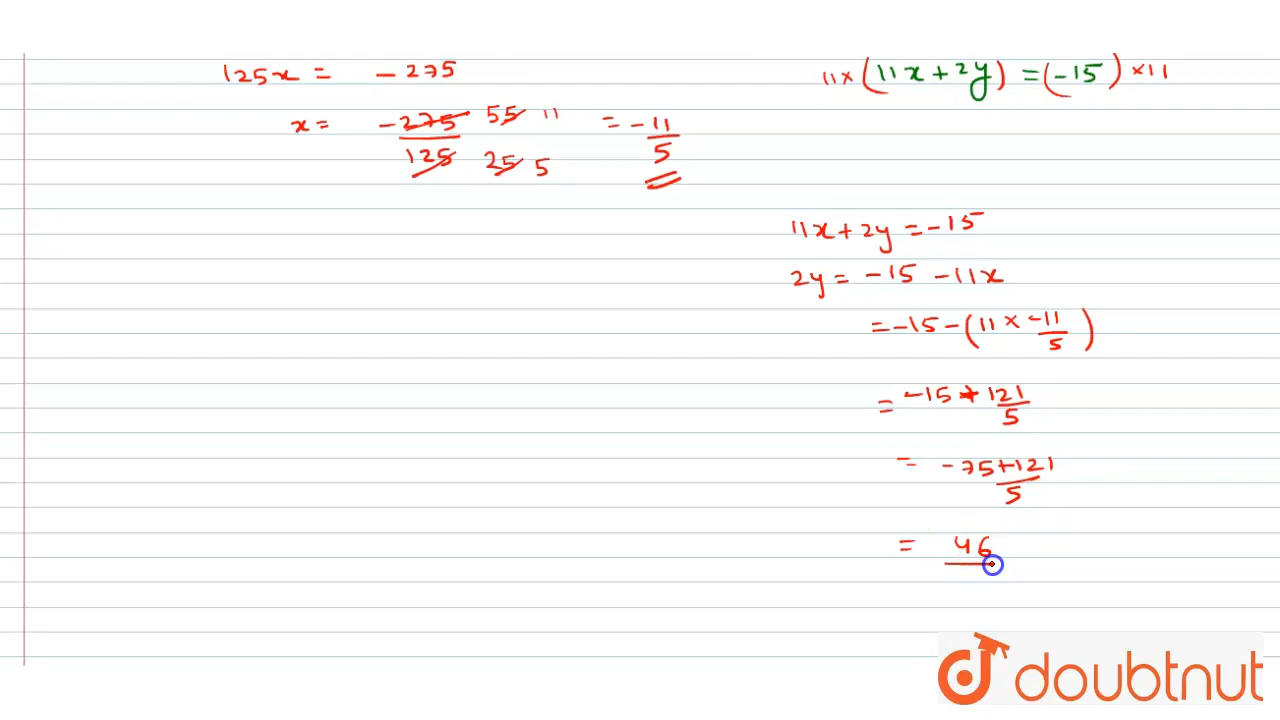 125x = -275
x = -275/125 55/25 11/5 = -11/5
11×(11x+2y) =(-15)×11
11x+2y =-15
2y = -15 -11x
=-15-(11×-11/5)
= -15+121/5
= -75+121/5
= 46
doubtnut